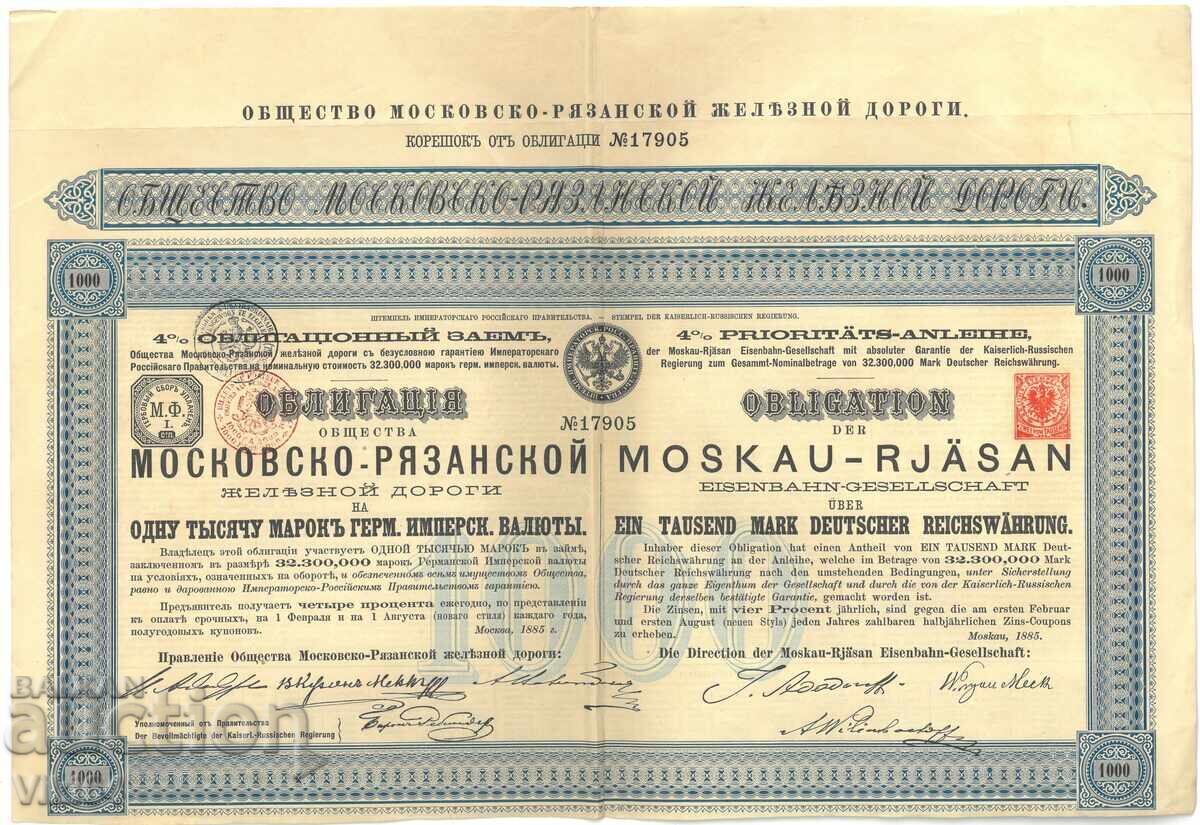 ОБЩЕСТВО МОСКОВСКО-РЯЗАНСКОЙ ЖЕЛѢЗНОЙ ДОРОГИ.
КОРЕШОКЪ ОТЪ ОБЛИГАЦІИ №17905
ОБЩЕСТВО МОСКОВСКО-РЯЗАНСКОЙ ЖЕЛѢЗНОЙ ДОРОГИ.
1000
1000
ШТЕМПЕЛЬ ИМПЕРАТОРСКАГО РОССІЙСКАГО ПРАВИТЕЛЬСТВА. — STEMPEL DER KAISERLICH-RUSSISCHEN REGIERUNG.
4% ОБЛИГАЦІОННЫЙ ЗАЕМЪ,
Общества Московско-Рязанской желѣзной дороги съ безусловною гарантіею Императорскаго
Россійскаго Правительства на номинальную стоимость 32.300,000 марокъ герм. имперск. валюты.
ГЕРБОВЫЙ СБОРЪ
М.Ф.
I.
СПБ
ОБЛИГАЦІЯ
ОБЩЕСТВА
МОСКОВСКО-РЯЗАНСКОЙ
ЖЕЛѢЗНОЙ ДОРОГИ
НА
ОДНУ ТЫСЯЧУ МАРОКЪ ГЕРМ. ИМПЕРСК. ВАЛЮТЫ.
Владѣлецъ этой облигаціи участвуетъ ОДНОЙ ТЫСЯЧЬЮ МАРОКЪ въ займѣ,
заключенномъ въ размѣрѣ 32.300,000 марокъ Германской Имперской валюты
на условіяхъ, означенныхъ на оборотѣ, и обезпеченномъ всѣмъ имуществомъ Общества,
равно и дарованною Императорско-Россійскимъ Правительствомъ гарантіею.
Предъявитель получаетъ четыре процента ежегодно, по представленіи
къ оплатѣ срочныхъ, на 1 Февраля и на 1 Августа (новаго стиля) каждаго года,
полугодовыхъ купоновъ.
Москва, 1885 г.
Правленіе Общества Московско-Рязанской желѣзной дороги:
Уполномоченный отъ Правительства
Der Bevollmächtigte der Kaiserl.-Russischen Regierung
№17905
4% PRIORITÄTS-ANLEIHE,
der Moskau-Rjäsan Eisenbahn-Gesellschaft mit absoluter Garantie der Kaiserlich-Russischen
Regierung zum Gesammt-Nominalbetrage von 32.300,000 Mark Deutscher Reichswährung.
OBLIGATION
DER
MOSKAU-RJÄSAN
EISENBAHN-GESELLSCHAFT
ÜBER
EIN TAUSEND MARK DEUTSCHER REICHSWÄHRUNG.
Inhaber dieser Obligation hat einen Antheil von EIN TAUSEND MARK Deut-
scher Reichswährung an der Anleihe, welche im Betrage von 32.300,000 Mark
Deutscher Reichswährung nach den umstehenden Bedingungen, unter Sicherstellung
durch das ganze Eigenthum der Gesellschaft und durch die von der Kaiserlich-Russischen
Regierung derselben bestätigte Garantie, gemacht worden ist.
Die Zinsen, mit vier Procent jährlich, sind gegen die am ersten Februar
und ersten August (neuen Styls) jeden Jahres zahlbaren halbjährlichen Zins-Coupons
zu erheben.
Moskau, 1885.
Die Direction der Moskau-Rjäsan Eisenbahn-Gesellschaft:
1000
1000
1000
BALKAN
auction